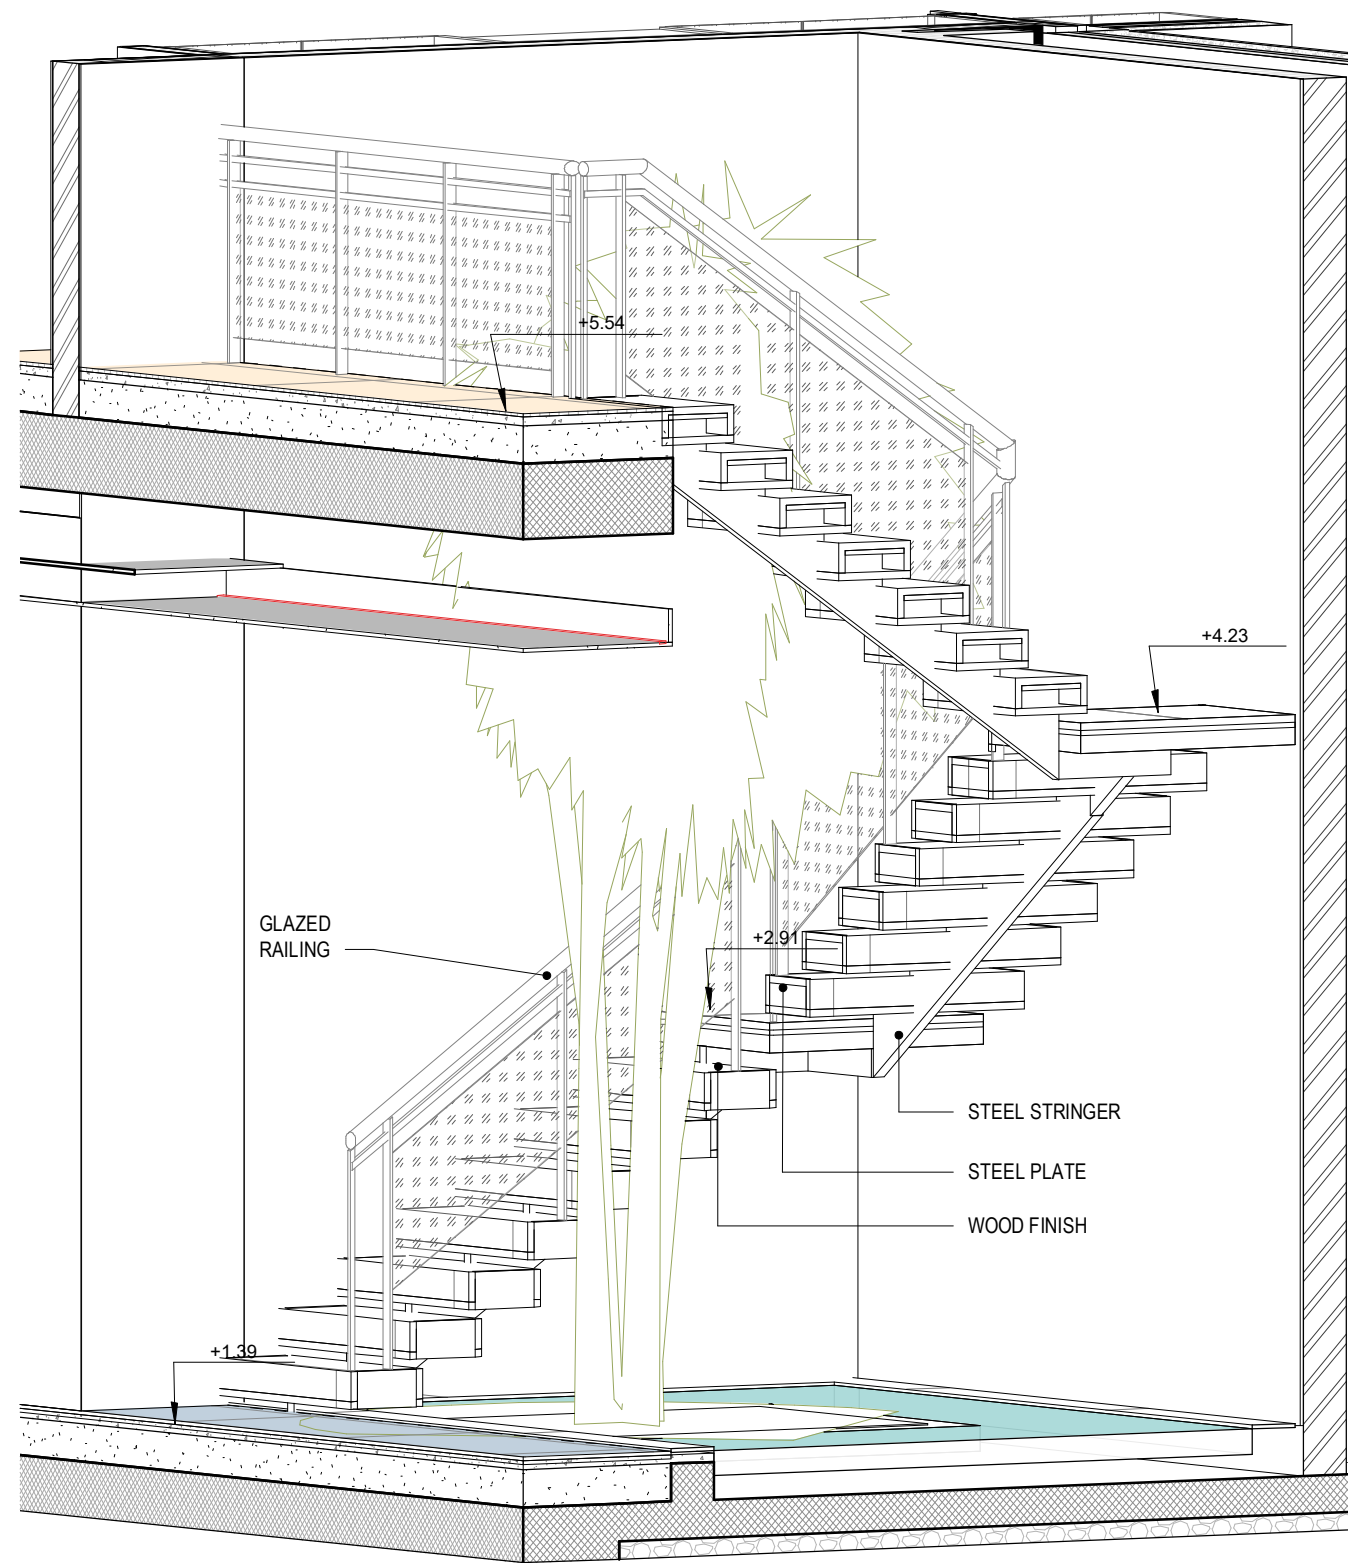 +5.54
+4.23
GLAZED
RAILING
+2.91
STEEL STRINGER
STEEL PLATE
WOOD FINISH
+1.39